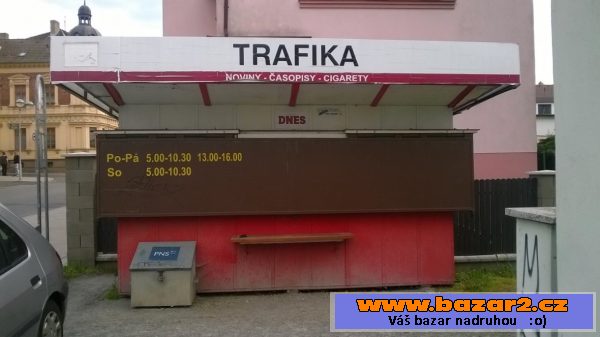 TRAFIKA
NOVINY - ČASOPISY - CIGARETY
DNES
Po-Pá 5.00-10.30 13.00-16.00
So 5.00-10.30
PNS
www.bazar2.cz
Váš bazar nadruhou :o)